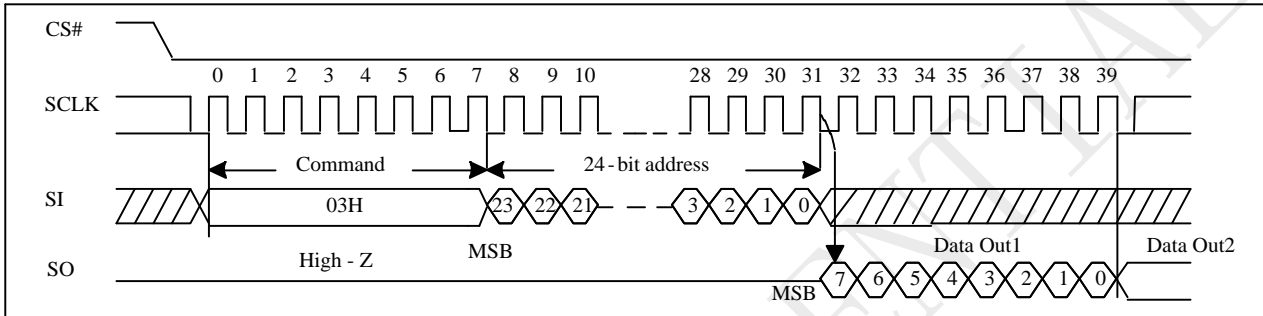 CS#
0 1 2 3 4 5 6 7 8 9 10 28 29 30 31 32 33 34 35 36 37 38 39
SCLK
Command 24-bit address
SI 03H 23 22 21 3 2 1 0
MSB Data Out1 Data Out2
High - Z
SO 7 6 5 4 3 2 1 0
MSB
ENTIAL